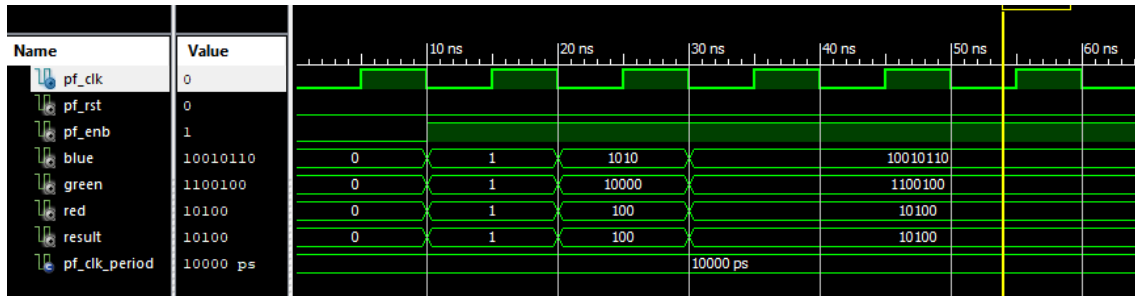 Name Value 10 ns 20 ns 30 ns 40 ns 50 ns 60 ns
pf_clk 0
pf_rst 0
pf_enb 1
blue 10010110 0 1 1010 10010110
green 1100100 0 1 10000 1100100
red 10100 0 1 100 10100
result 10100 0 1 100 10100
pf_clk_period 10000 ps 10000 ps